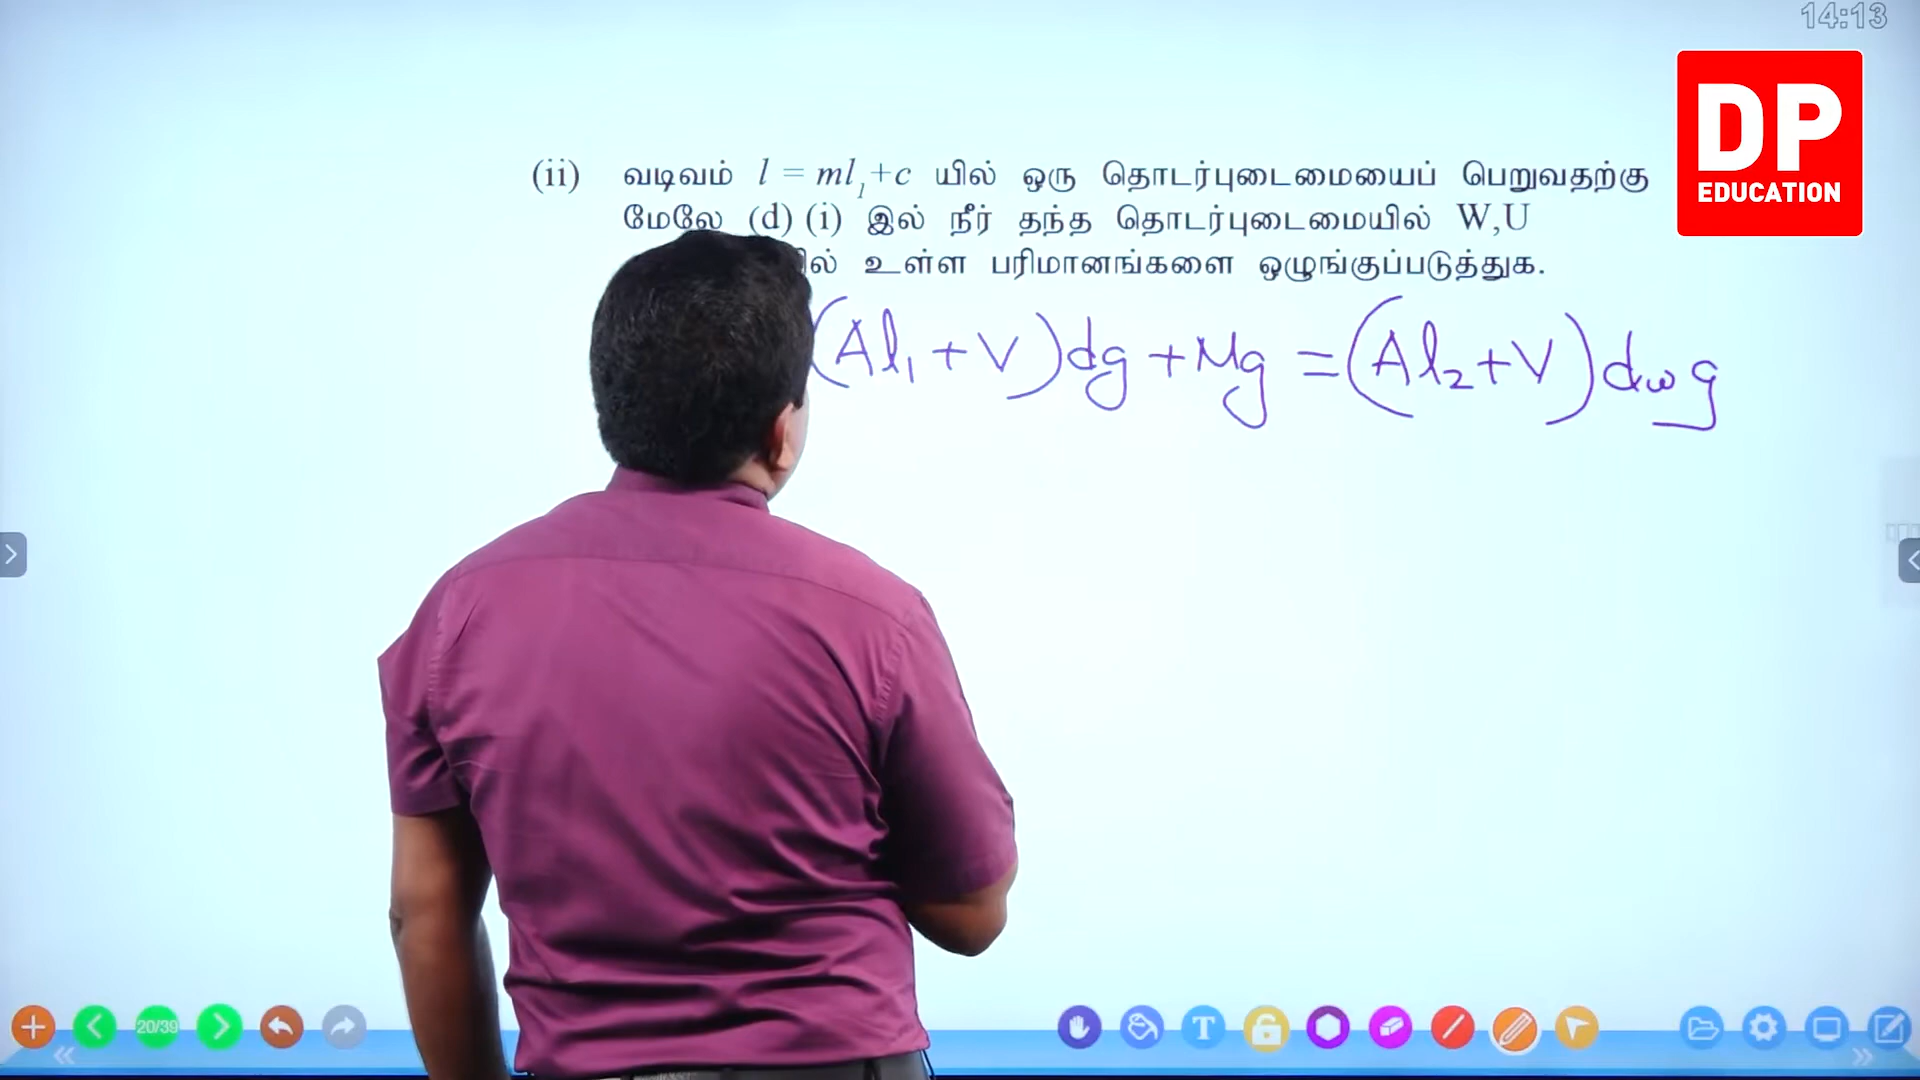 14:13
DP
EDUCATION
(ii) வடிவம் l = ml₁+c யில் ஒரு தொடர்புடைமையைப் பெறுவதற்கு
மேலே (d) (i) இல் நீர் தந்த தொடர்புடைமையில் W,U
உள்ள பரிமானங்களை ஒழுங்குப்படுத்துக.
(Al₁ + V)dg + Mg = (Al₂ + V)dwg
20/39
T